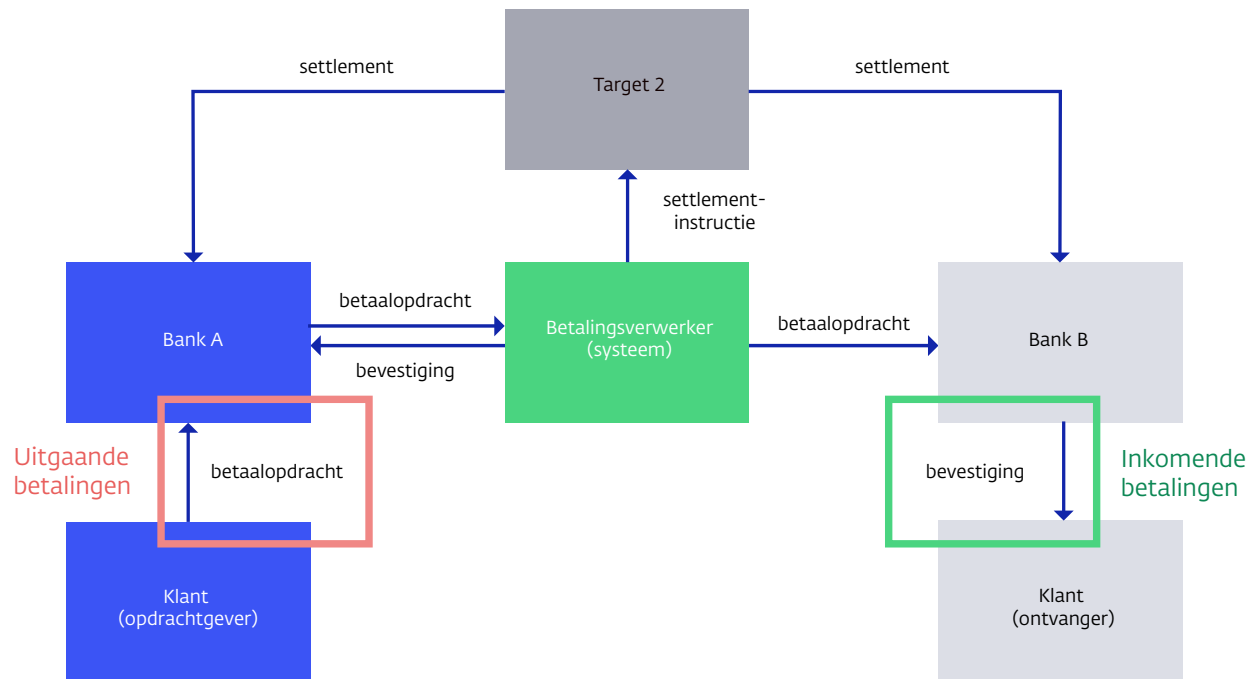 settlement
Target 2
settlement
settlement-
instructie
betaalopdracht
Bank A
Betalingsverwerker
(systeem)
betaalopdracht
Bank B
bevestiging
Uitgaande
betalingen
betaalopdracht
bevestiging
Inkomende
betalingen
Klant
(opdrachtgever)
Klant
(ontvanger)